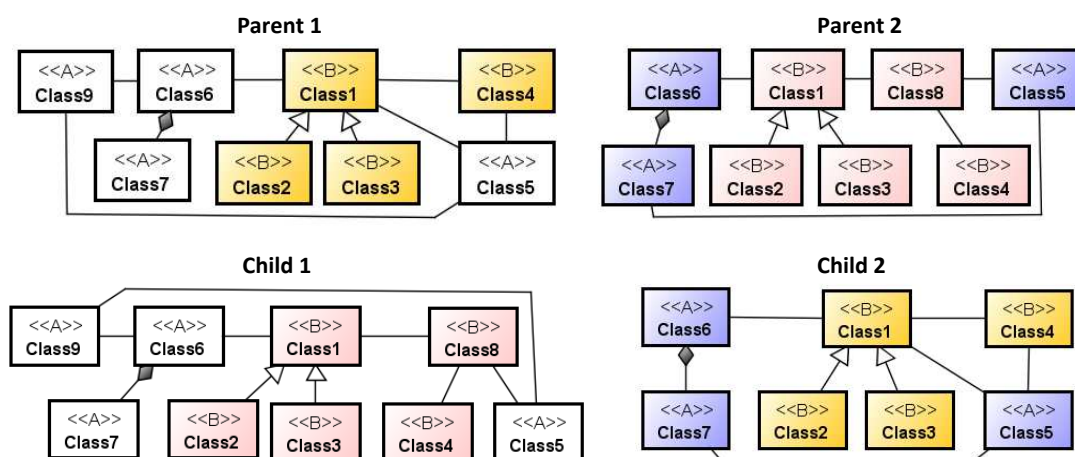 Parent 1
Parent 2
<<A>> <<A>> <<B>> <<B>>
Class9 Class6 Class1 Class4
<<A>> <<B>> <<B>> <<A>>
Class7 Class2 Class3 Class5
<<A>> <<B>> <<B>> <<A>>
Class6 Class1 Class8 Class5
<<A>> <<B>> <<B>> <<B>>
Class7 Class2 Class3 Class4
Child 1
Child 2
<<A>> <<A>> <<B>> <<B>>
Class9 Class6 Class1 Class8
<<A>> <<B>> <<B>> <<B>> <<A>>
Class7 Class2 Class3 Class4 Class5
<<A>> <<B>> <<B>>
Class6 Class1 Class4
<<A>> <<B>> <<B>> <<A>>
Class7 Class2 Class3 Class5